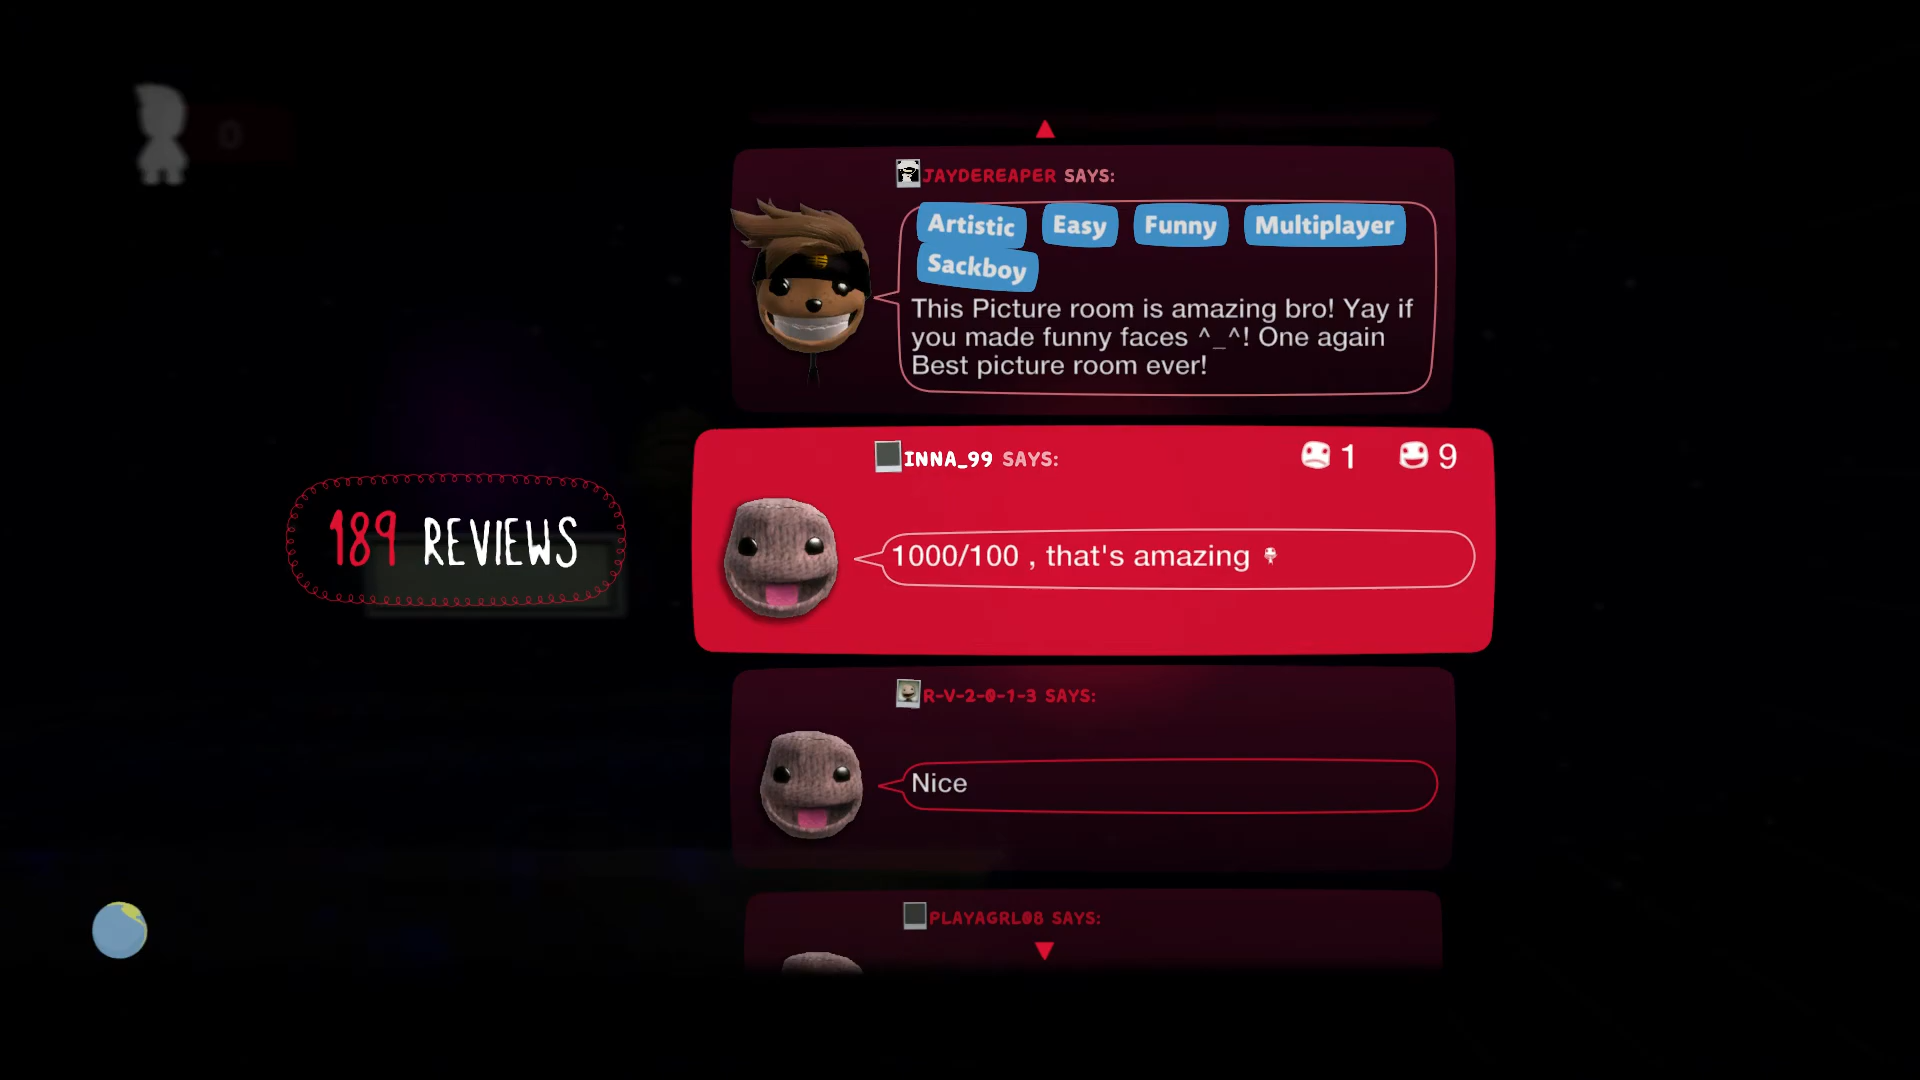 0
JAYDEREAPER SAYS:
Artistic Easy Funny Multiplayer
Sackboy
This Picture room is amazing bro! Yay if
you made funny faces ^_^! One again
Best picture room ever!
INNA_99 SAYS: 1 9
189 REVIEWS
1000/100 , that's amazing
R-V-2-0-1-3 SAYS:
Nice
PLAYAGRL08 SAYS: